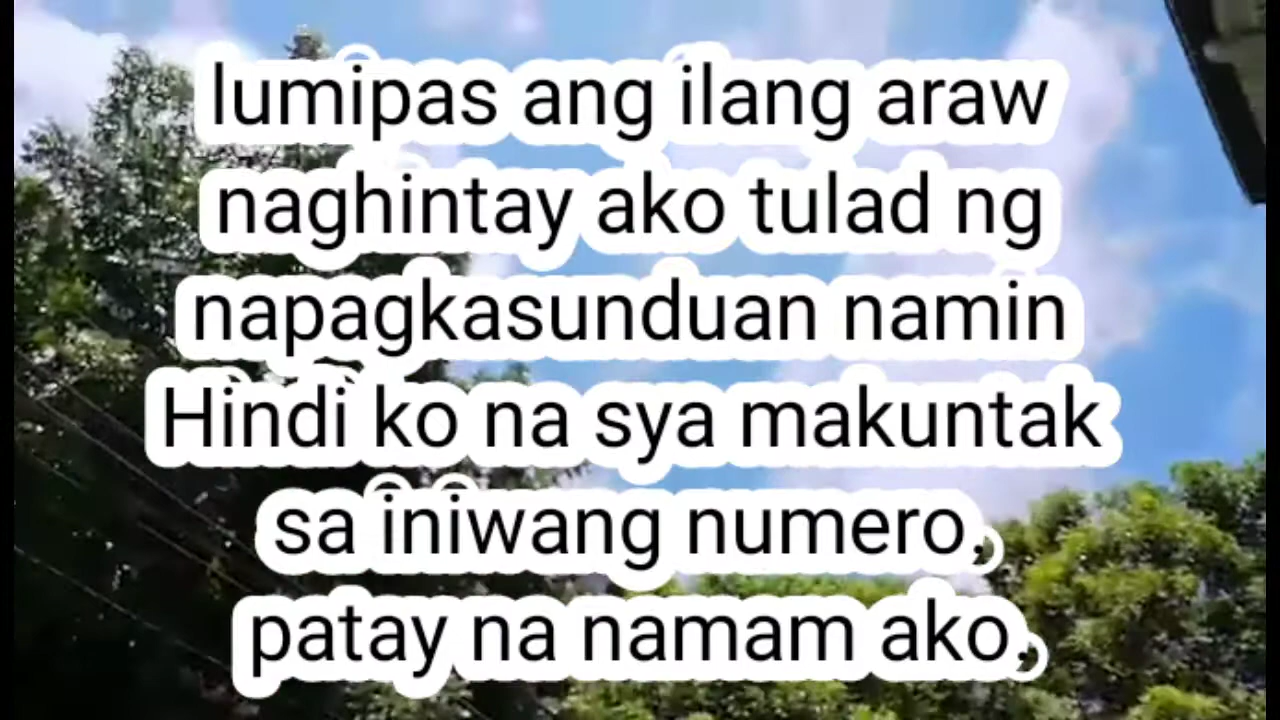 lumipas ang ilang araw
naghintay ako tulad ng
napagkasunduan namin
Hindi ko na sya makuntak
sa iniwang numero,
patay na namam ako.